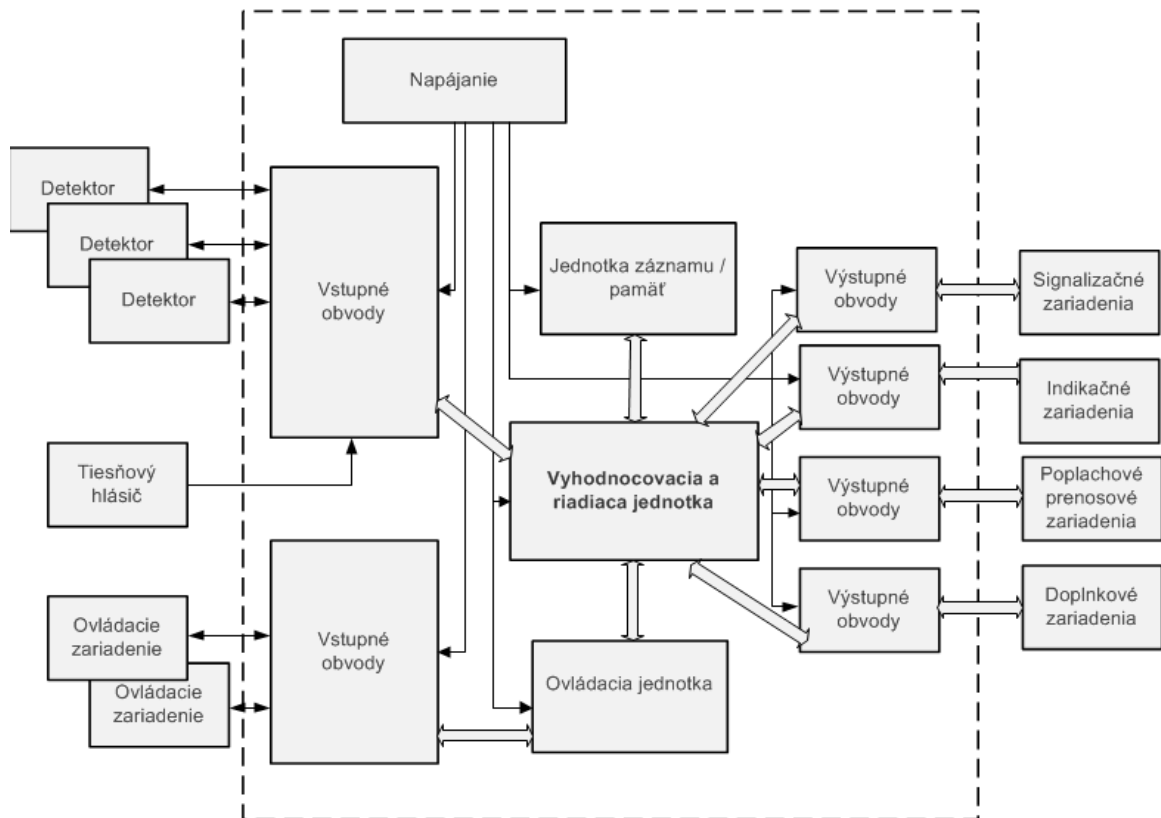 Napájanie
Detektor
Detektor
Detektor
Vstupné
obvody
Jednotka záznamu /
pamäť
Výstupné
obvody
Signalizačné
zariadenia
Výstupné
obvody
Indikačné
zariadenia
Tiesňový
hlásič
Vyhodnocovacia a
riadiaca jednotka
Výstupné
obvody
Poplachové
prenosové
zariadenia
Ovládacie
zariadenie
Ovládacie
zariadenie
Vstupné
obvody
Ovládacia jednotka
Výstupné
obvody
Doplnkové
zariadenia